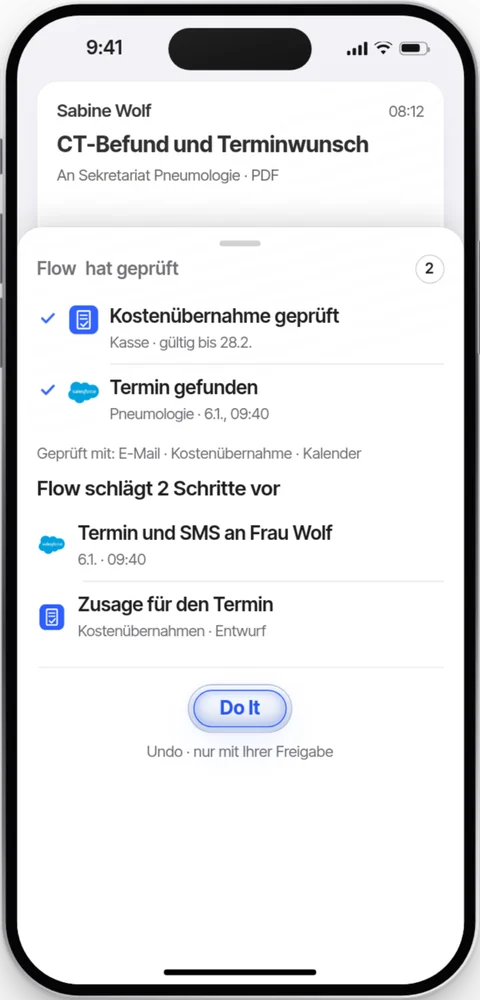 9:41
Sabine Wolf 08:12
CT-Befund und Terminwunsch
An Sekretariat Pneumologie · PDF
Flow hat geprüft 2
Kostenübernahme geprüft
Kasse · gültig bis 28.2.
salesforce
Termin gefunden
Pneumologie · 6.1., 09:40
Geprüft mit: E-Mail · Kostenübernahme · Kalender
Flow schlägt 2 Schritte vor
salesforce
Termin und SMS an Frau Wolf
6.1. · 09:40
Zusage für den Termin
Kostenübernahmen · Entwurf
Do It
Undo · nur mit Ihrer Freigabe